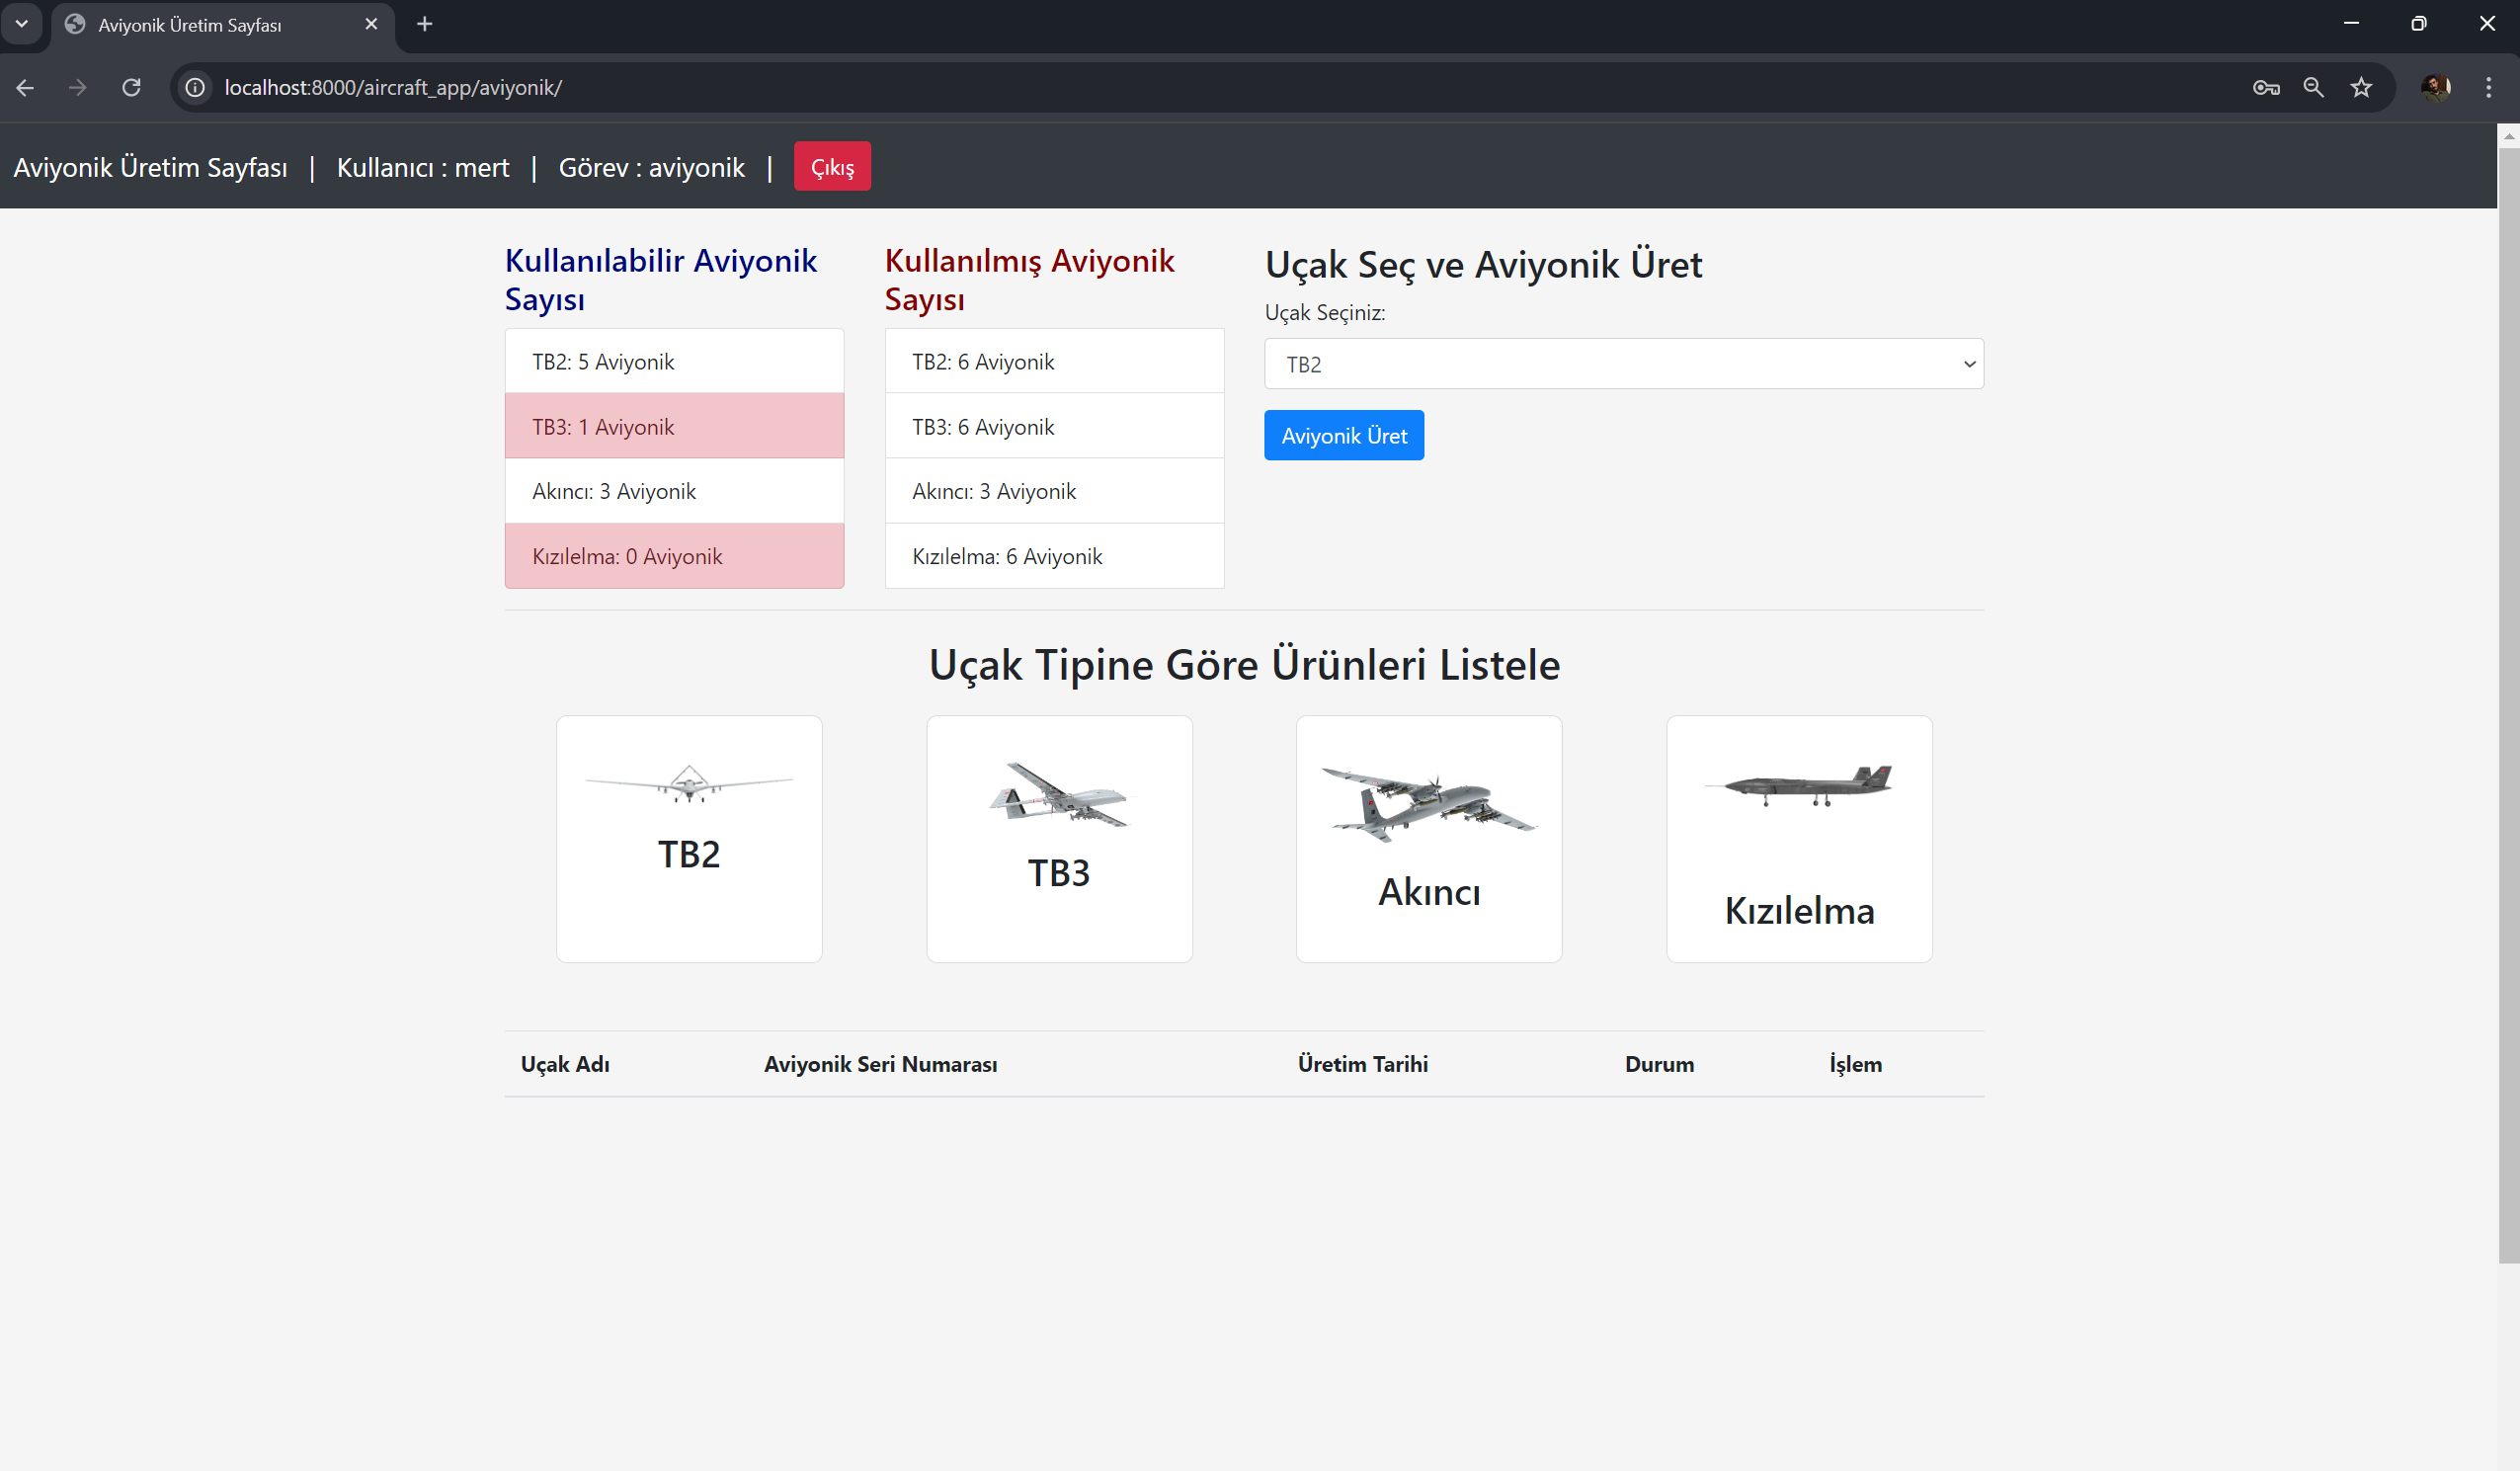 Aviyonik Üretim Sayfası
localhost:8000/aircraft_app/aviyonik/
Aviyonik Üretim Sayfası | Kullanıcı : mert | Görev : aviyonik | Çıkış
Kullanılabilir Aviyonik
Sayısı
TB2: 5 Aviyonik
TB3: 1 Aviyonik
Akıncı: 3 Aviyonik
Kızılelma: 0 Aviyonik
Kullanılmış Aviyonik
Sayısı
TB2: 6 Aviyonik
TB3: 6 Aviyonik
Akıncı: 3 Aviyonik
Kızılelma: 6 Aviyonik
Uçak Seç ve Aviyonik Üret
Uçak Seçiniz:
TB2
Aviyonik Üret
Uçak Tipine Göre Ürünleri Listele
TB2
TB3
Akıncı
Kızılelma
Uçak Adı Aviyonik Seri Numarası Üretim Tarihi Durum İşlem